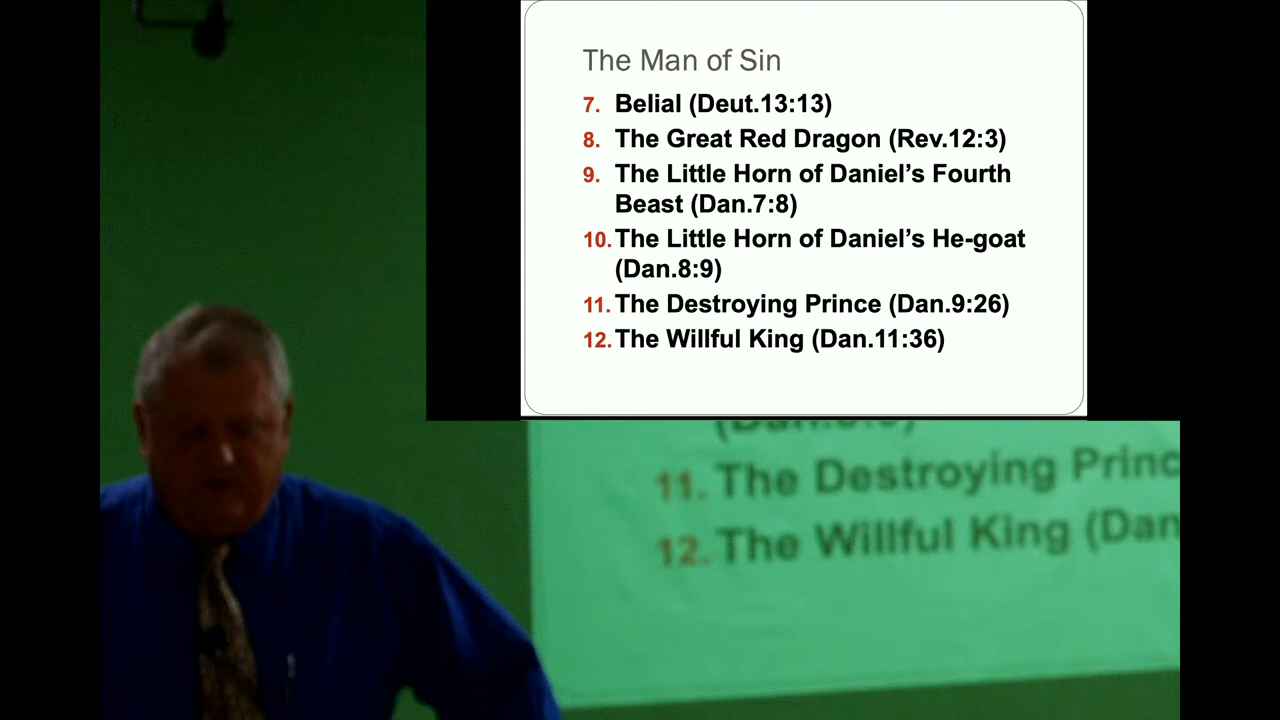 The Man of Sin
7. Belial (Deut.13:13)
8. The Great Red Dragon (Rev.12:3)
9. The Little Horn of Daniel’s Fourth
Beast (Dan.7:8)
10. The Little Horn of Daniel’s He-goat
(Dan.8:9)
11. The Destroying Prince (Dan.9:26)
12. The Willful King (Dan.11:36)
11. The Destroying Princ
12. The Willful King (Dan